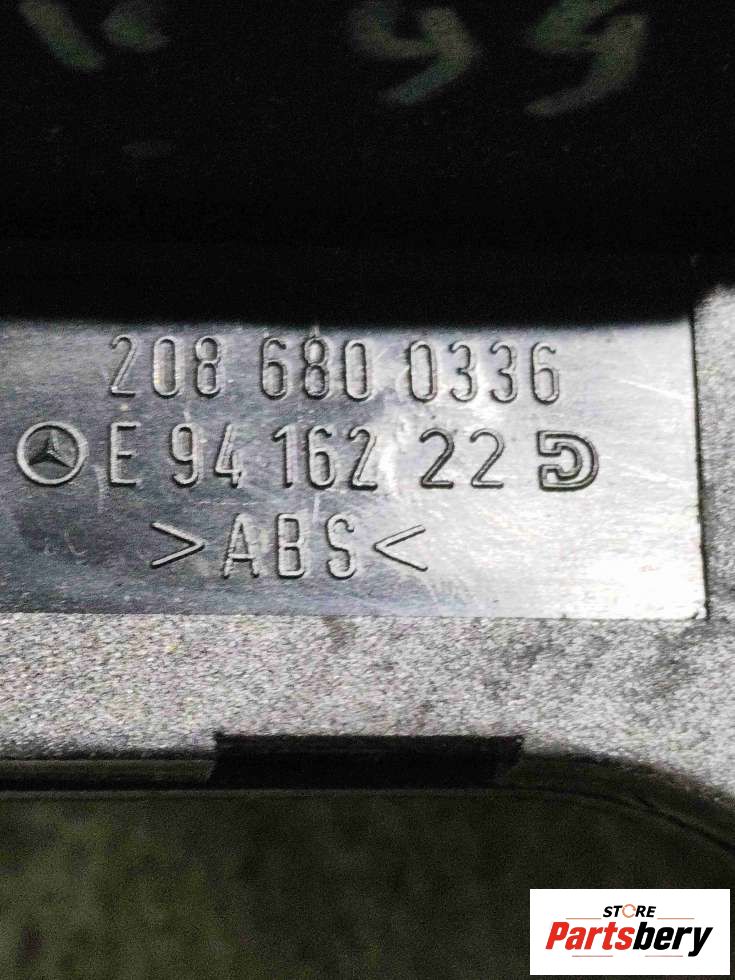 208 680 0336
E 94 162 22
>ABS<
STORE
Partsbery